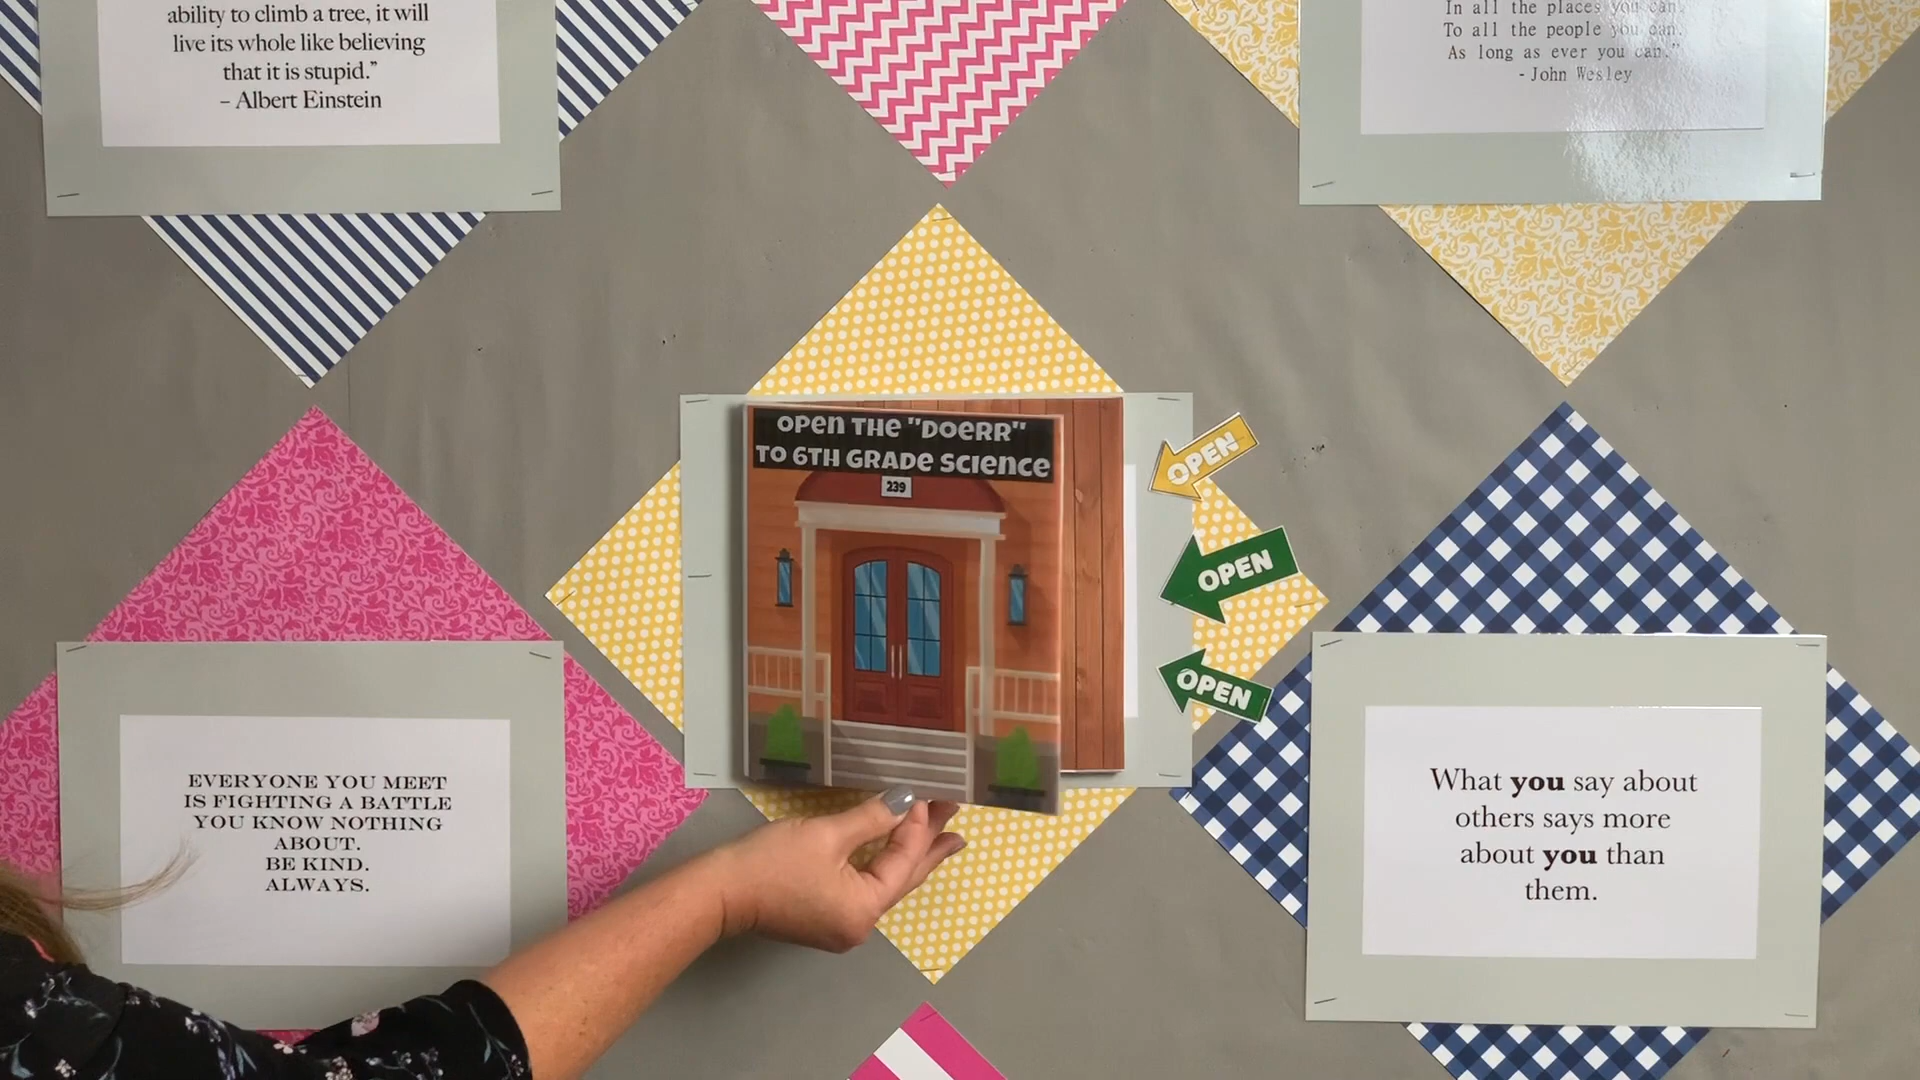 ability to climb a tree, it will
live its whole like believing
that it is stupid.”
– Albert Einstein
In all the places you can.
To all the people you can.
As long as ever you can."
- John Wesley
OPEN THE "DOERR"
TO 6TH GRADE SCIENCE
239
OPEN
OPEN
OPEN
EVERYONE YOU MEET
IS FIGHTING A BATTLE
YOU KNOW NOTHING
ABOUT.
BE KIND.
ALWAYS.
What you say about
others says more
about you than
them.